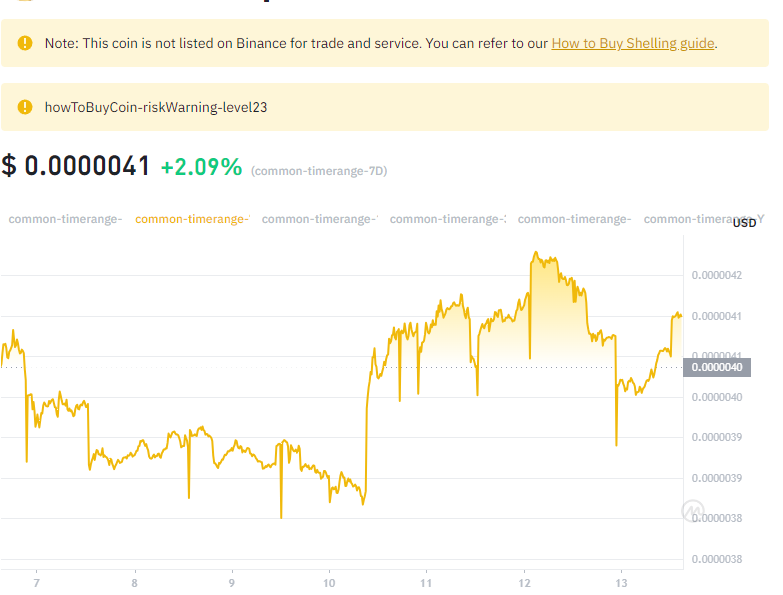 Note: This coin is not listed on Binance for trade and service. You can refer to our How to Buy Shelling guide.
howToBuyCoin-riskWarning-level23
$ 0.0000041 +2.09% (common-timerange-7D)
common-timerange- common-timerange- common-timerange- common-timerange- common-timerange- common-timerange-Y
USD
0.0000042
0.0000041
0.0000041
0.0000040
0.0000040
0.0000039
0.0000039
0.0000038
0.0000038
7 8 9 10 11 12 13